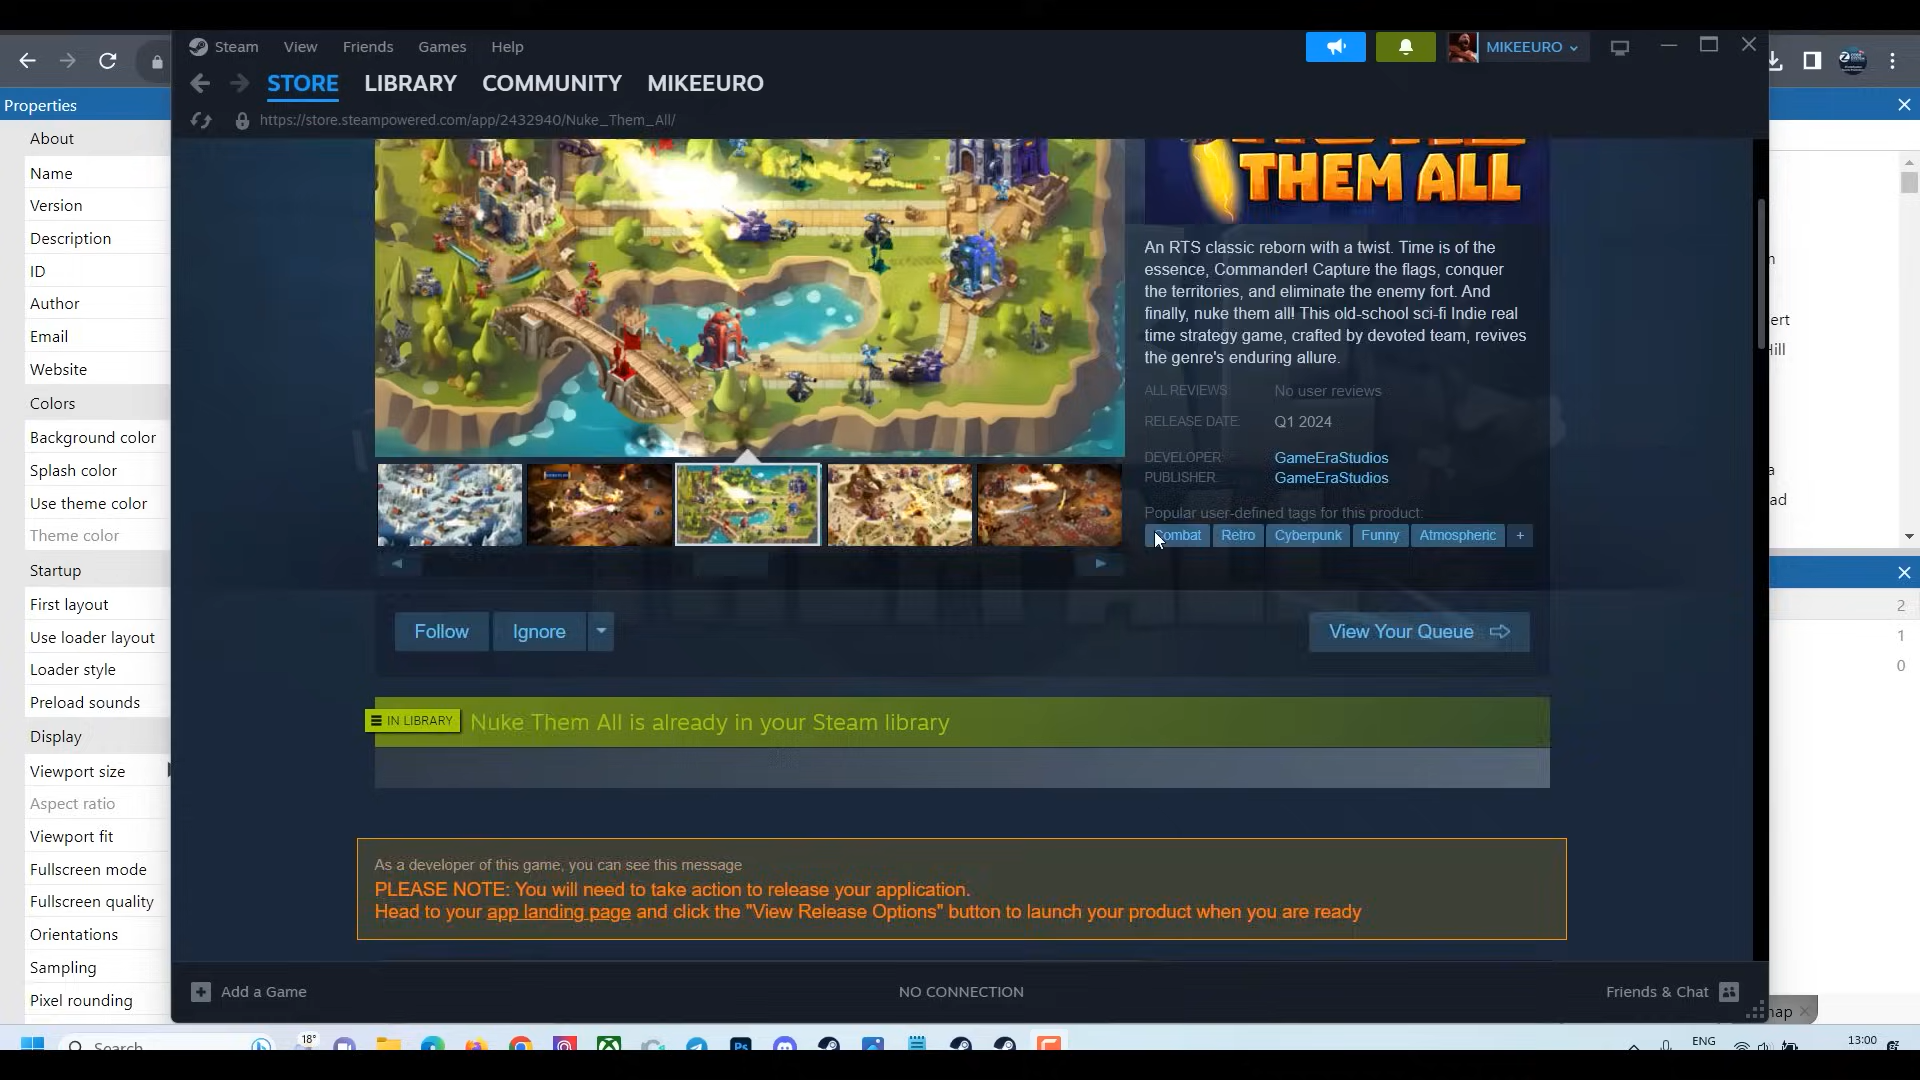 Steam View Friends Games Help
MIKEEURO
STORE LIBRARY COMMUNITY MIKEEURO
https://store.steampowered.com/app/2432940/Nuke_Them_All/
Properties
About
Name
Version
Description
ID
Author
Email
Website
Colors
Background color
Splash color
Use theme color
Theme color
Startup
First layout
Use loader layout
Loader style
Preload sounds
Display
Viewport size
Aspect ratio
Viewport fit
Fullscreen mode
Fullscreen quality
Orientations
Sampling
Pixel rounding
THEM ALL
An RTS classic reborn with a twist. Time is of the
essence, Commander! Capture the flags, conquer
the territories, and eliminate the enemy fort. And
finally, nuke them all! This old-school sci-fi Indie real
time strategy game, crafted by devoted team, revives
the genre's enduring allure.
ALL REVIEWS: No user reviews
RELEASE DATE: Q1 2024
DEVELOPER: GameEraStudios
PUBLISHER: GameEraStudios
Popular user-defined tags for this product:
Combat Retro Cyberpunk Funny Atmospheric +
Follow Ignore View Your Queue
IN LIBRARY Nuke Them All is already in your Steam library
As a developer of this game, you can see this message
PLEASE NOTE: You will need to take action to release your application.
Head to your app landing page and click the "View Release Options" button to launch your product when you are ready
Add a Game NO CONNECTION Friends & Chat
2
1
0
18° Search ENG 13:00